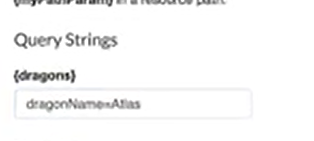 {myPathParam} in a resource path.
Query Strings
{dragons}
dragonName=Atlas